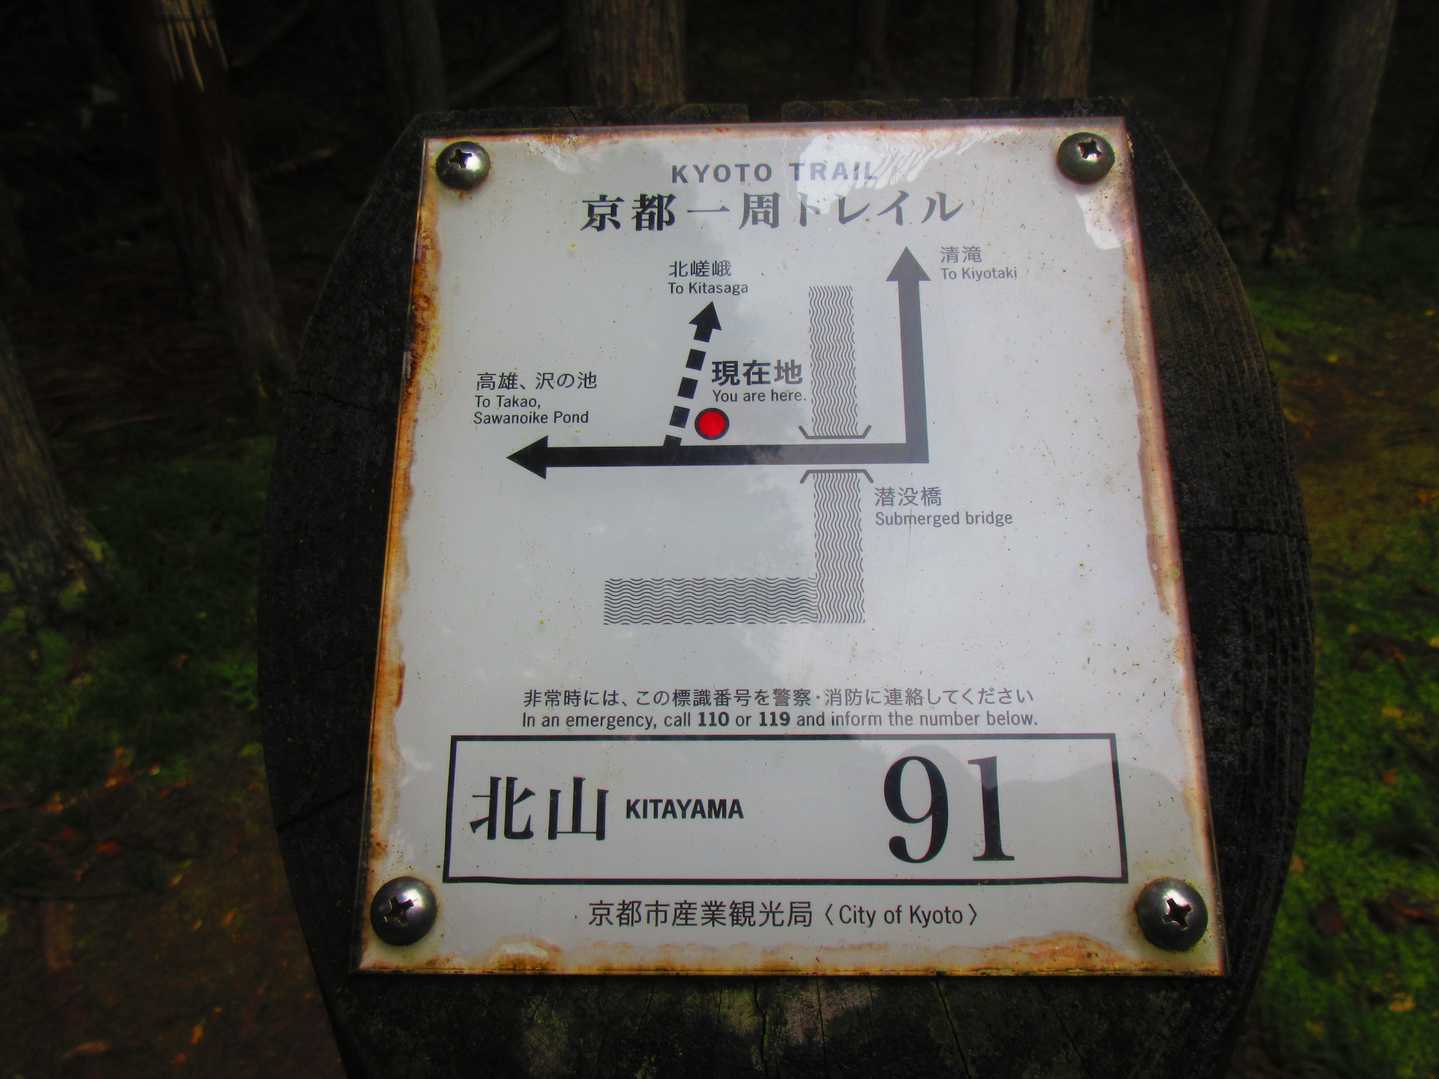 KYOTO TRAIL
京都一周トレイル
清滝
To Kiyotaki
北嵯峨
To Kitasaga
現在地
You are here.
高雄、沢の池
To Takao,
Sawanoike Pond
潜没橋
Submerged bridge
非常時には、この標識番号を警察・消防に連絡してください
In an emergency, call 110 or 119 and inform the number below.
北山 KITAYAMA 91
京都市産業観光局〈City of Kyoto〉